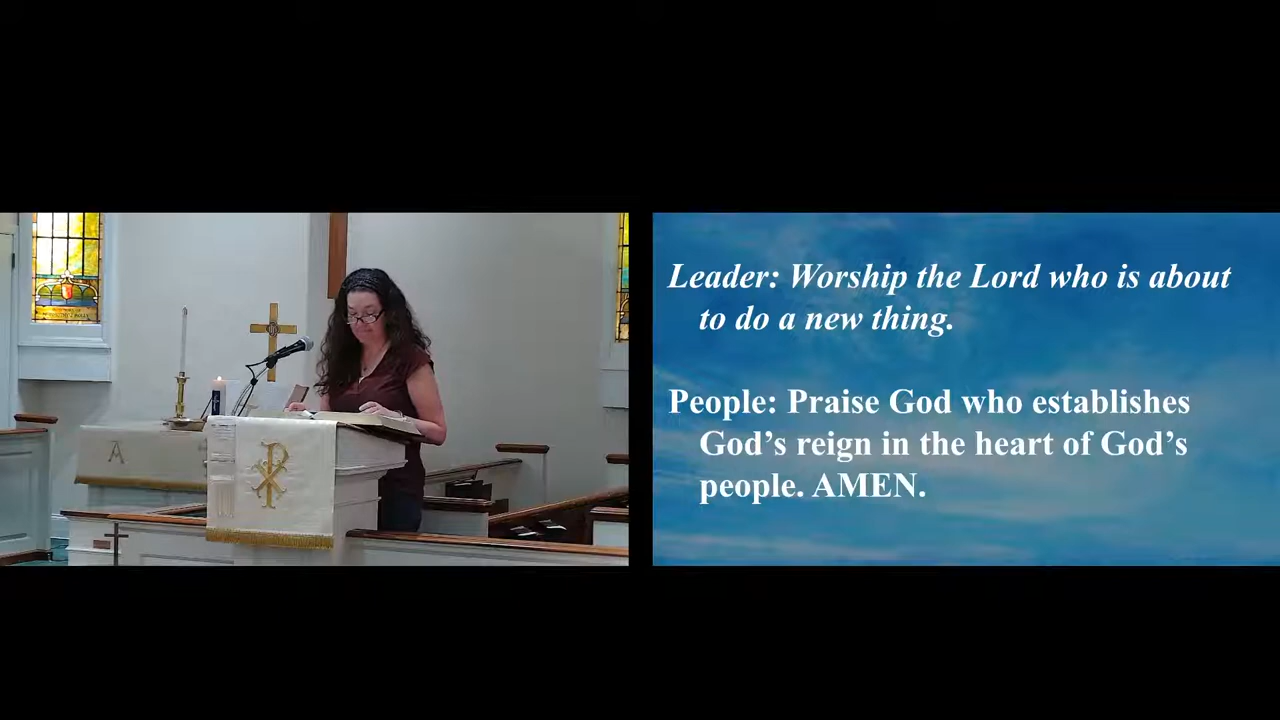 A
Leader: Worship the Lord who is about
to do a new thing.
People: Praise God who establishes
God’s reign in the heart of God’s
people. AMEN.